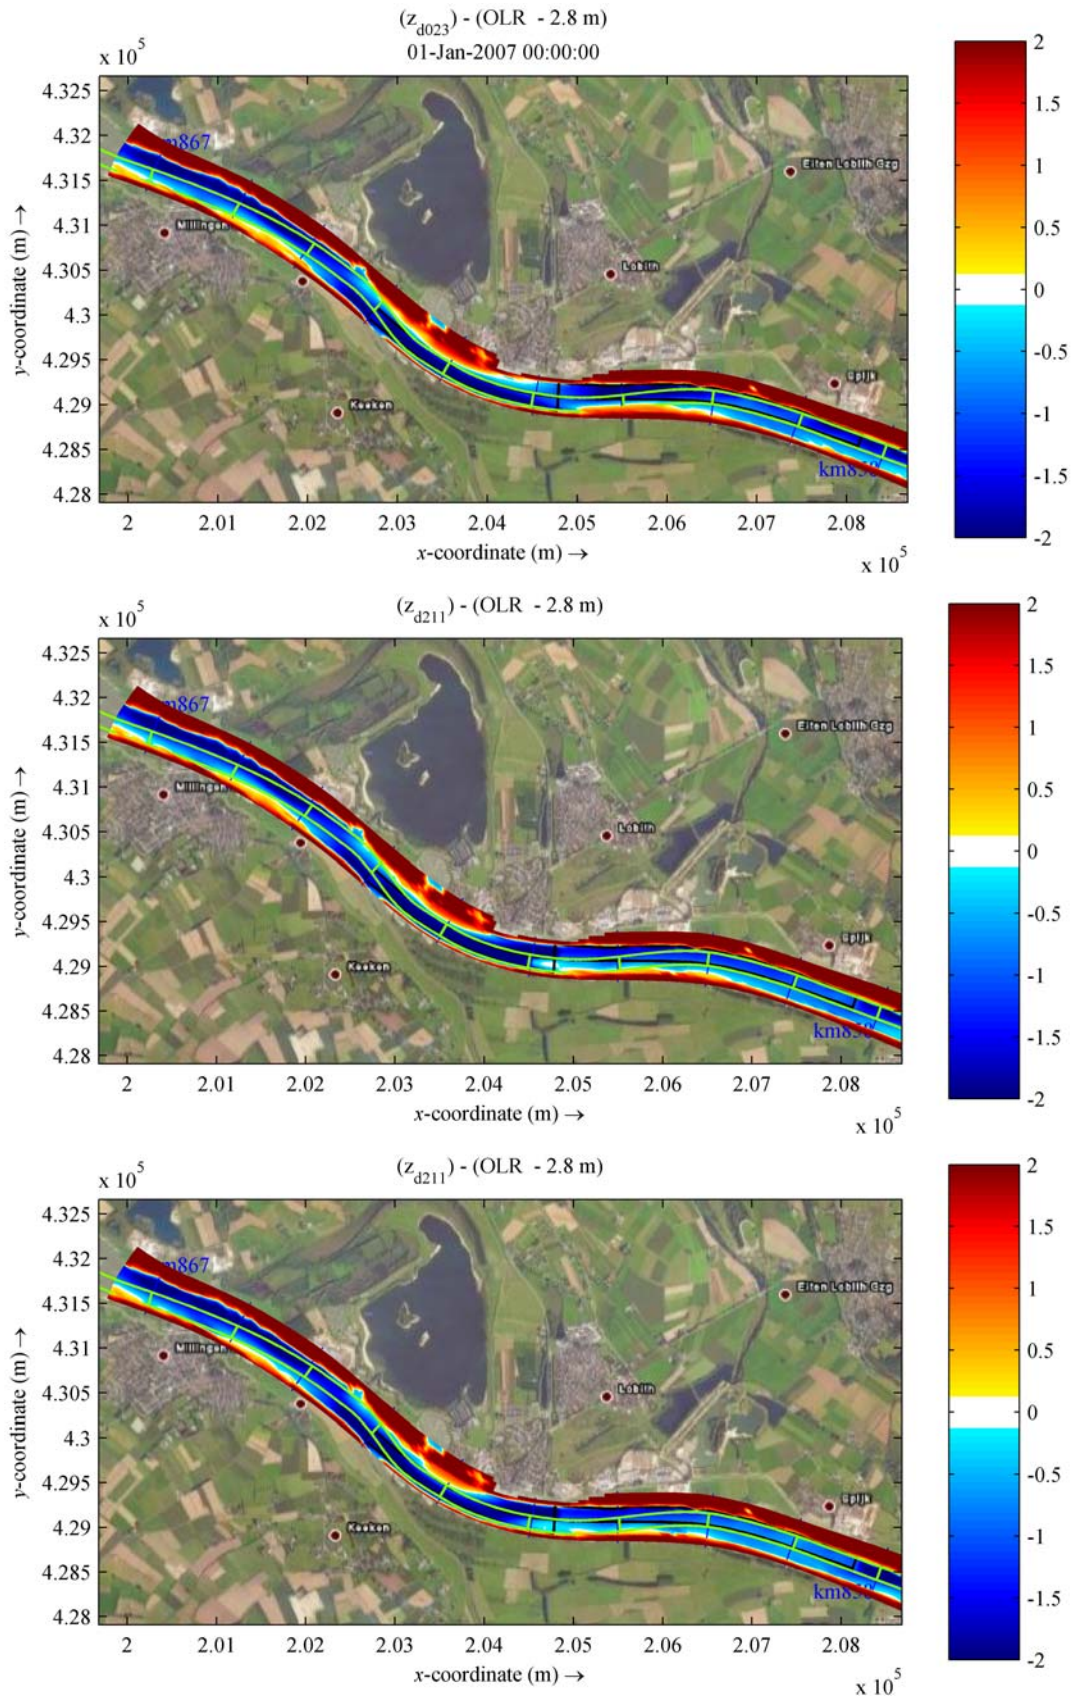 (z_d023) - (OLR - 2.8 m)
01-Jan-2007 00:00:00
x 10^5
4.325
4.32
4.315
4.31
4.305
4.3
4.295
4.29
4.285
4.28
y-coordinate (m) →
Millingen
Keeken
Lobith
Spijk
2 2.01 2.02 2.03 2.04 2.05 2.06 2.07 2.08
x-coordinate (m) →
x 10^5
2
1.5
1
0.5
0
-0.5
-1
-1.5
-2
(z_d211) - (OLR - 2.8 m)
x 10^5
4.325
4.32
4.315
4.31
4.305
4.3
4.295
4.29
4.285
4.28
y-coordinate (m) →
Millingen
Keeken
Lobith
Spijk
2 2.01 2.02 2.03 2.04 2.05 2.06 2.07 2.08
x-coordinate (m) →
x 10^5
2
1.5
1
0.5
0
-0.5
-1
-1.5
-2
(z_d211) - (OLR - 2.8 m)
x 10^5
4.325
4.32
4.315
4.31
4.305
4.3
4.295
4.29
4.285
4.28
y-coordinate (m) →
Millingen
Keeken
Lobith
Spijk
2 2.01 2.02 2.03 2.04 2.05 2.06 2.07 2.08
x-coordinate (m) →
x 10^5
2
1.5
1
0.5
0
-0.5
-1
-1.5
-2